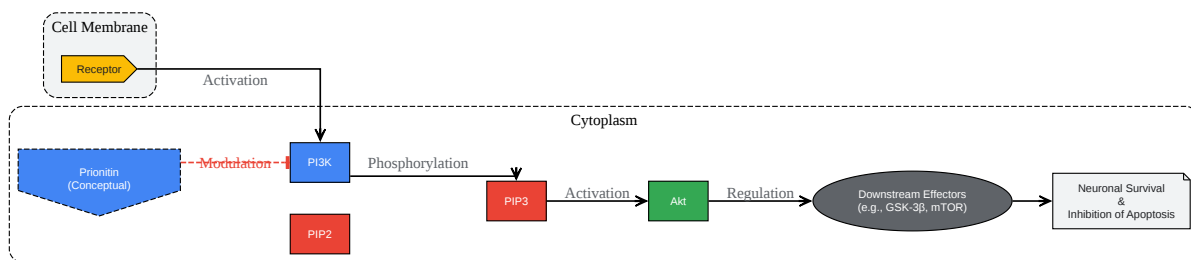 Cell Membrane
Receptor
Activation
Cytoplasm
Prionitin
(Conceptual)
Modulation
PI3K
Phosphorylation
PIP2
PIP3
Activation
Akt
Regulation
Downstream Effectors
(e.g., GSK-3β, mTOR)
Neuronal Survival
&
Inhibition of Apoptosis